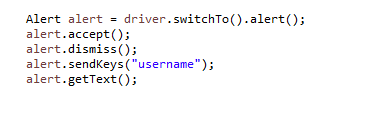 Alert alert = driver.switchTo().alert();
alert.accept();
alert.dismiss();
alert.sendKeys("username");
alert.getText();